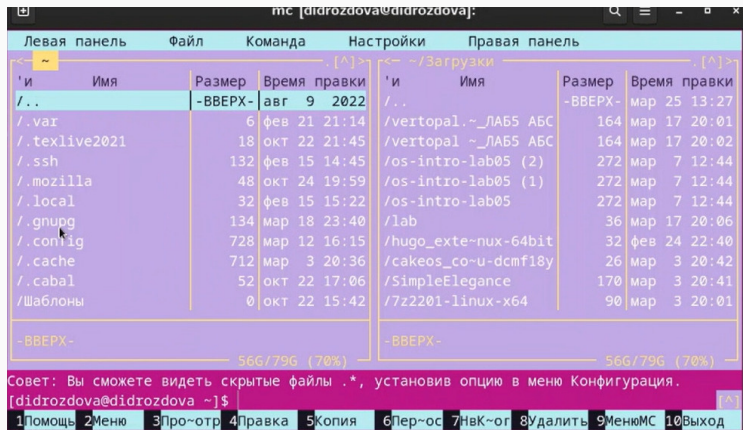 mc [didrozdova@didrozdova]:
Левая панель Файл Команда Настройки Правая панель
<— ~ .[^]> <— ~/Загрузки .[^]>
'и Имя Размер Время правки 'и Имя Размер Время правки
/.. -ВВЕРХ- авг 9 2022 /.. -ВВЕРХ- мар 25 13:27
/.var 6 фев 21 21:14 /vertopal.~_ЛАБ5 АБС 164 мар 17 20:01
/.texlive2021 18 окт 22 21:45 /vertopal ~_ЛАБ5 АБС 164 мар 17 20:02
/.ssh 132 фев 15 14:45 /os-intro-lab05 (2) 272 мар 7 12:44
/.mozilla 48 окт 24 19:59 /os-intro-lab05 (1) 272 мар 7 12:44
/.local 32 фев 15 15:22 /os-intro-lab05 272 мар 7 12:44
/.gnupg 134 мар 18 23:40 /lab 36 мар 17 20:06
/.config 728 мар 12 16:15 /hugo_exte~nux-64bit 32 фев 24 22:40
/.cache 712 мар 3 20:36 /cakeos_co~u-dcmf18y 26 мар 3 20:42
/.cabal 52 окт 22 17:06 /SimpleElegance 170 мар 3 20:41
/Шаблоны 0 окт 22 15:42 /7z2201-linux-x64 90 мар 3 20:01
-ВВЕРХ- -ВВЕРХ-
56G/79G (70%) 56G/79G (70%)
Совет: Вы сможете видеть скрытые файлы .*, установив опцию в меню Конфигурация.
[didrozdova@didrozdova ~]$ [^]
1Помощь 2Меню 3Про~отр 4Правка 5Копия 6Пер~ос 7НвК~ог 8Удалить 9МенюМС 10Выход